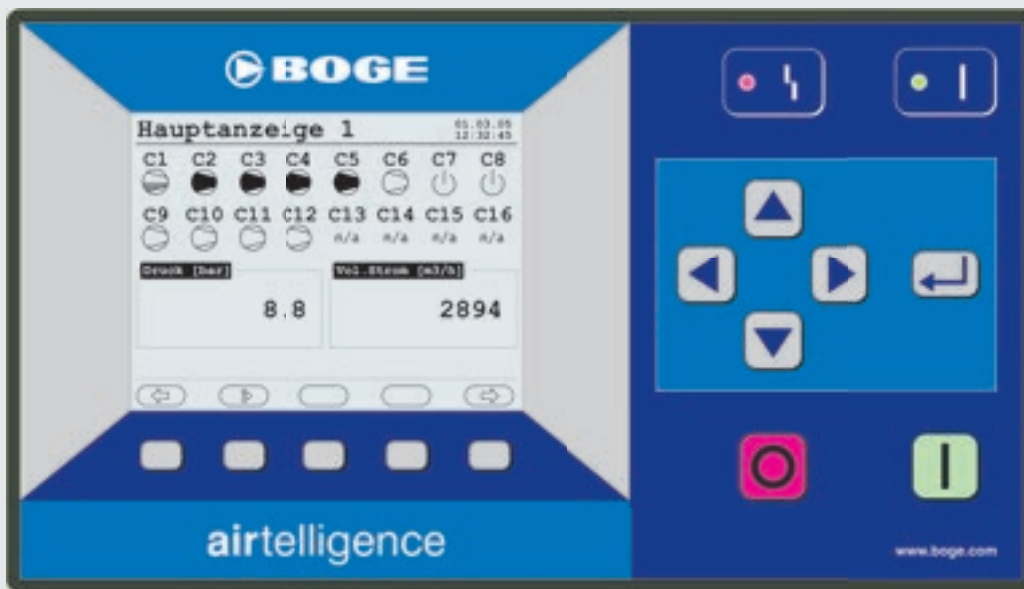 BOGE
Hauptanzeige 1
01.03.05
12:32:45
C1 C2 C3 C4 C5 C6 C7 C8
C9 C10 C11 C12 C13 C14 C15 C16
n/a n/a n/a n/a
Druck [bar] Vol.Strom [m3/h]
8.8 2894
airtelligence
www.boge.com